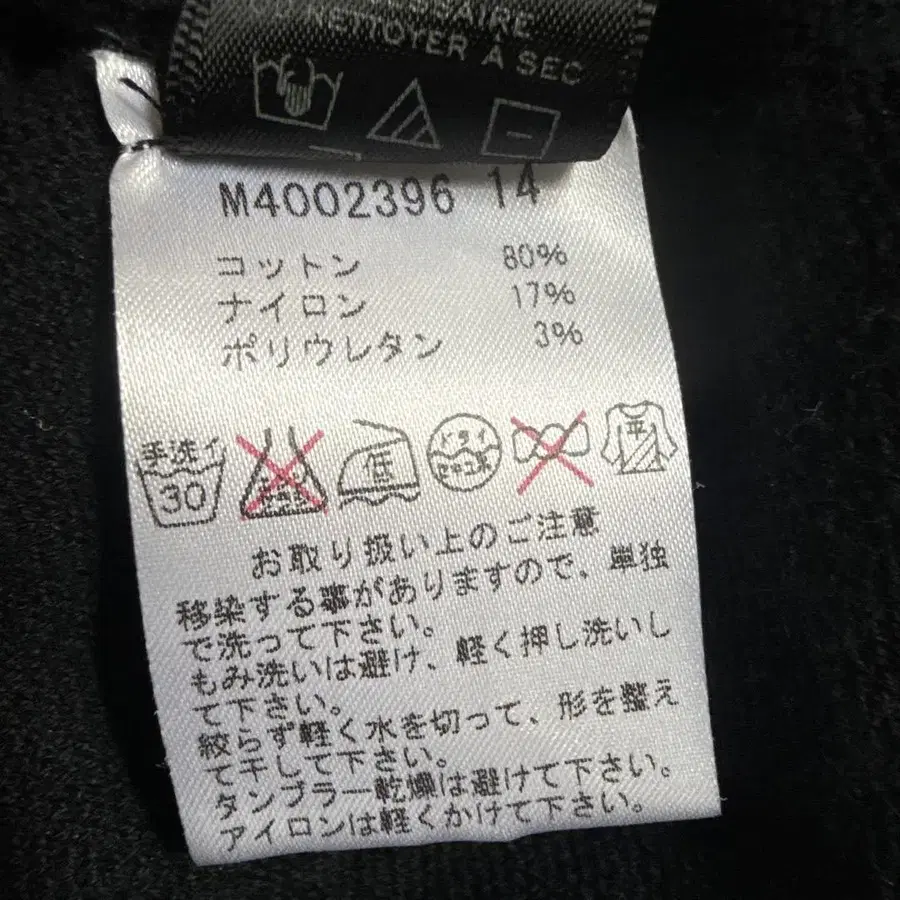 ESSAIRE
NETTOYER À SEC
M4002396 14
コットン 80%
ナイロン 17%
ポリウレタン 3%
手洗イ
30
低
ドライ
セキユ系
平
お取り扱い上のご注意
移染する事がありますので、単独
で洗って下さい。
もみ洗いは避け、軽く押し洗いし
て下さい。
絞らず軽く水を切って、形を整え
て干して下さい。
タンブラー乾燥は避けて下さい。
アイロンは軽くかけて下さい。